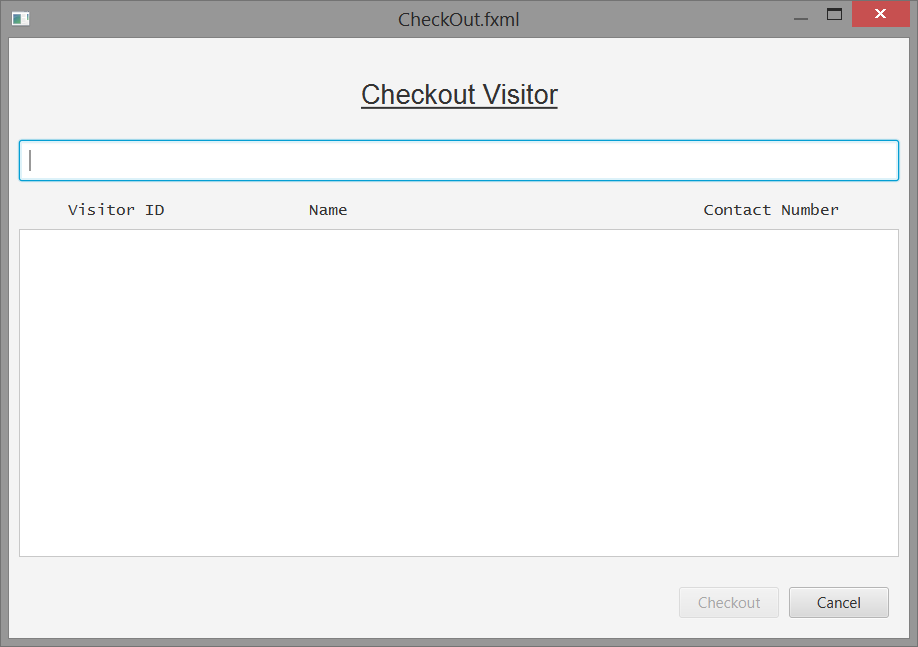 CheckOut.fxml
Checkout Visitor
Visitor ID Name Contact Number
Checkout Cancel